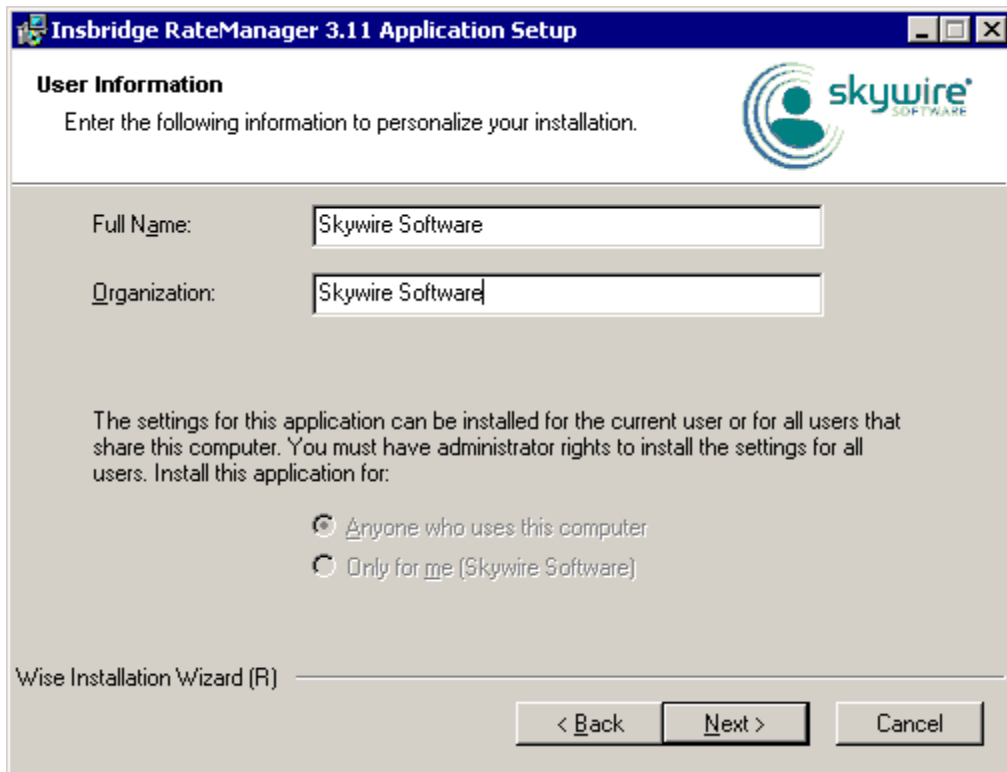 Insbridge RateManager 3.11 Application Setup
User Information
Enter the following information to personalize your installation.
skywire
SOFTWARE
Full Name:
Skywire Software
Organization:
Skywire Software
The settings for this application can be installed for the current user or for all users that
share this computer. You must have administrator rights to install the settings for all
users. Install this application for:
Anyone who uses this computer
Only for me (Skywire Software)
Wise Installation Wizard (R)
< Back
Next >
Cancel